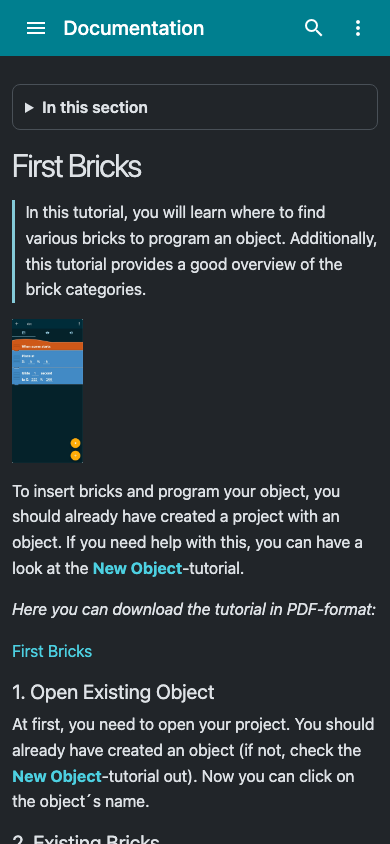 Documentation
In this section
First Bricks
In this tutorial, you will learn where to find
various bricks to program an object. Additionally,
this tutorial provides a good overview of the
brick categories.
To insert bricks and program your object, you
should already have created a project with an
object. If you need help with this, you can have a
look at the New Object-tutorial.
Here you can download the tutorial in PDF-format:
First Bricks
1. Open Existing Object
At first, you need to open your project. You should
already have created an object (if not, check the
New Object-tutorial out). Now you can click on
the object´s name.
2. Existing Bricks